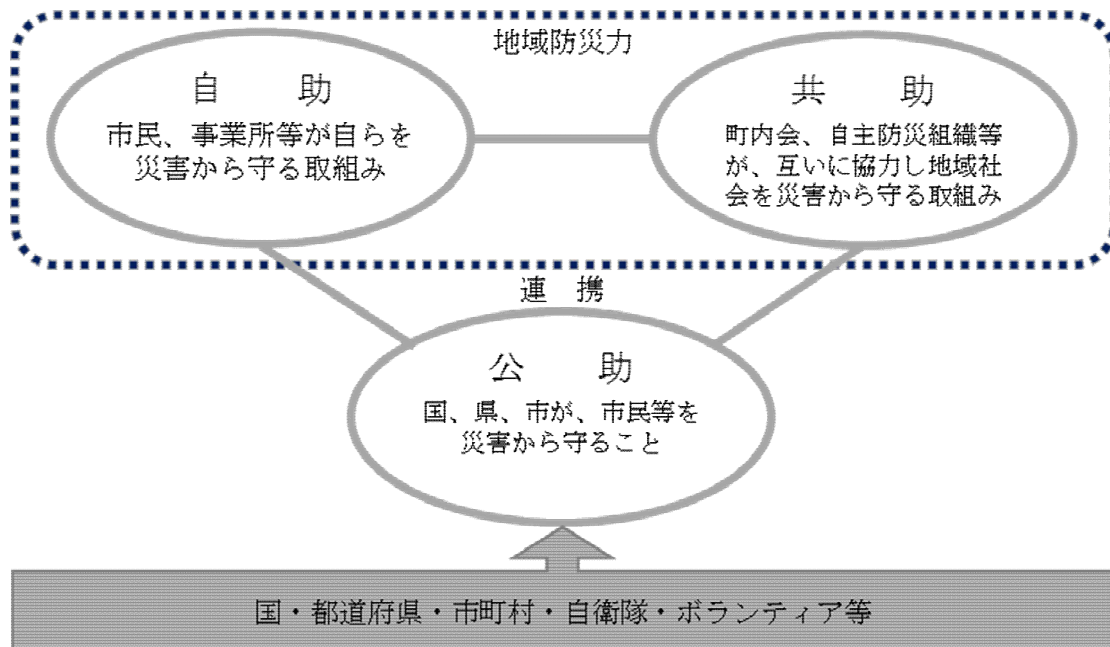 地域防災力
自　　助
市民、事業所等が自らを
災害から守る取組み
共　　助
町内会、自主防災組織等
が、互いに協力し地域社
会を災害から守る取組み
連　携
公　　助
国、県、市が、市民等を
災害から守ること
国・都道府県・市町村・自衛隊・ボランティア等